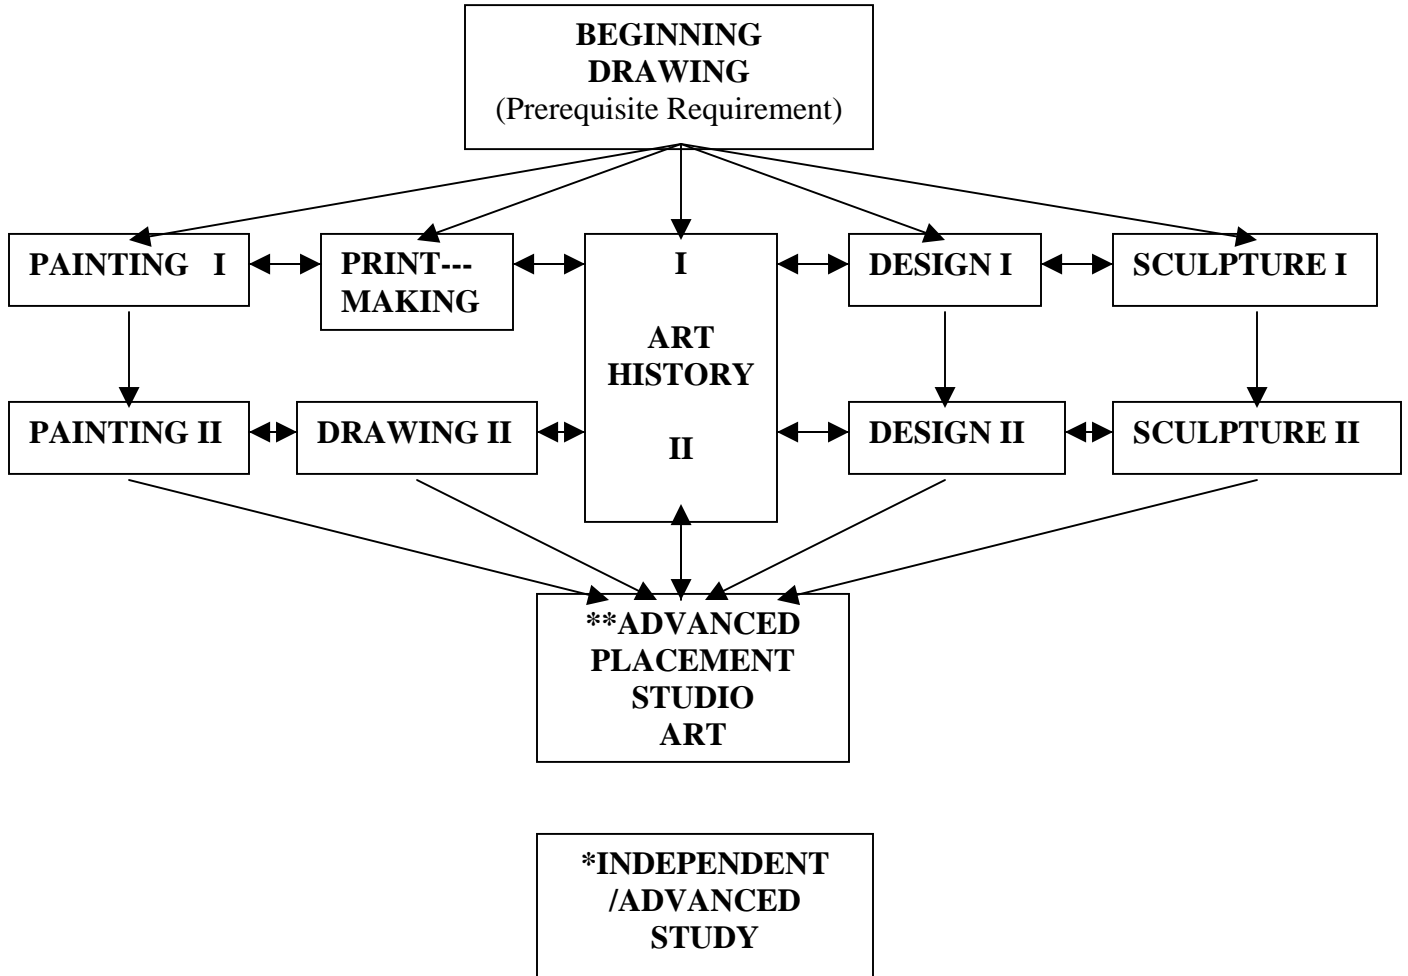 BEGINNING
DRAWING
(Prerequisite Requirement)
PAINTING I
PRINT---
MAKING
I
ART
HISTORY
II
DESIGN I
SCULPTURE I
PAINTING II
DRAWING II
DESIGN II
SCULPTURE II
**ADVANCED
PLACEMENT
STUDIO
ART
*INDEPENDENT
/ADVANCED
STUDY